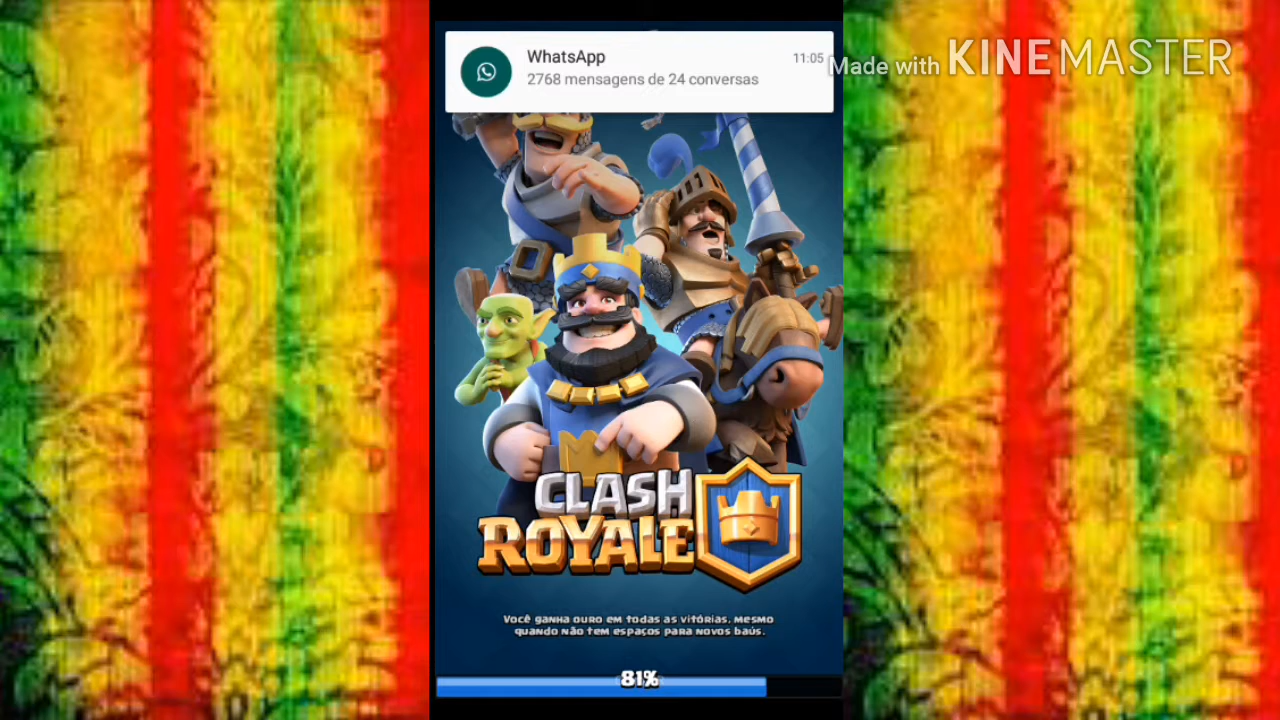 WhatsApp
11:05
2768 mensagens de 24 conversas
Made with KINEMASTER
CLASH
ROYALE
Você ganha ouro em todas as vitórias, mesmo
quando não tem espaços para novos baús.
81%